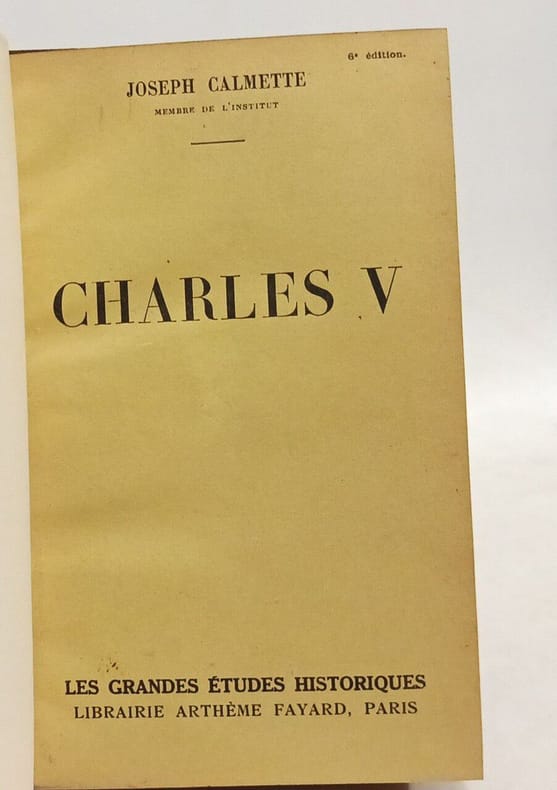 6e édition.
JOSEPH CALMETTE
MEMBRE DE L'INSTITUT
CHARLES V
LES GRANDES ÉTUDES HISTORIQUES
LIBRAIRIE ARTHÈME FAYARD, PARIS